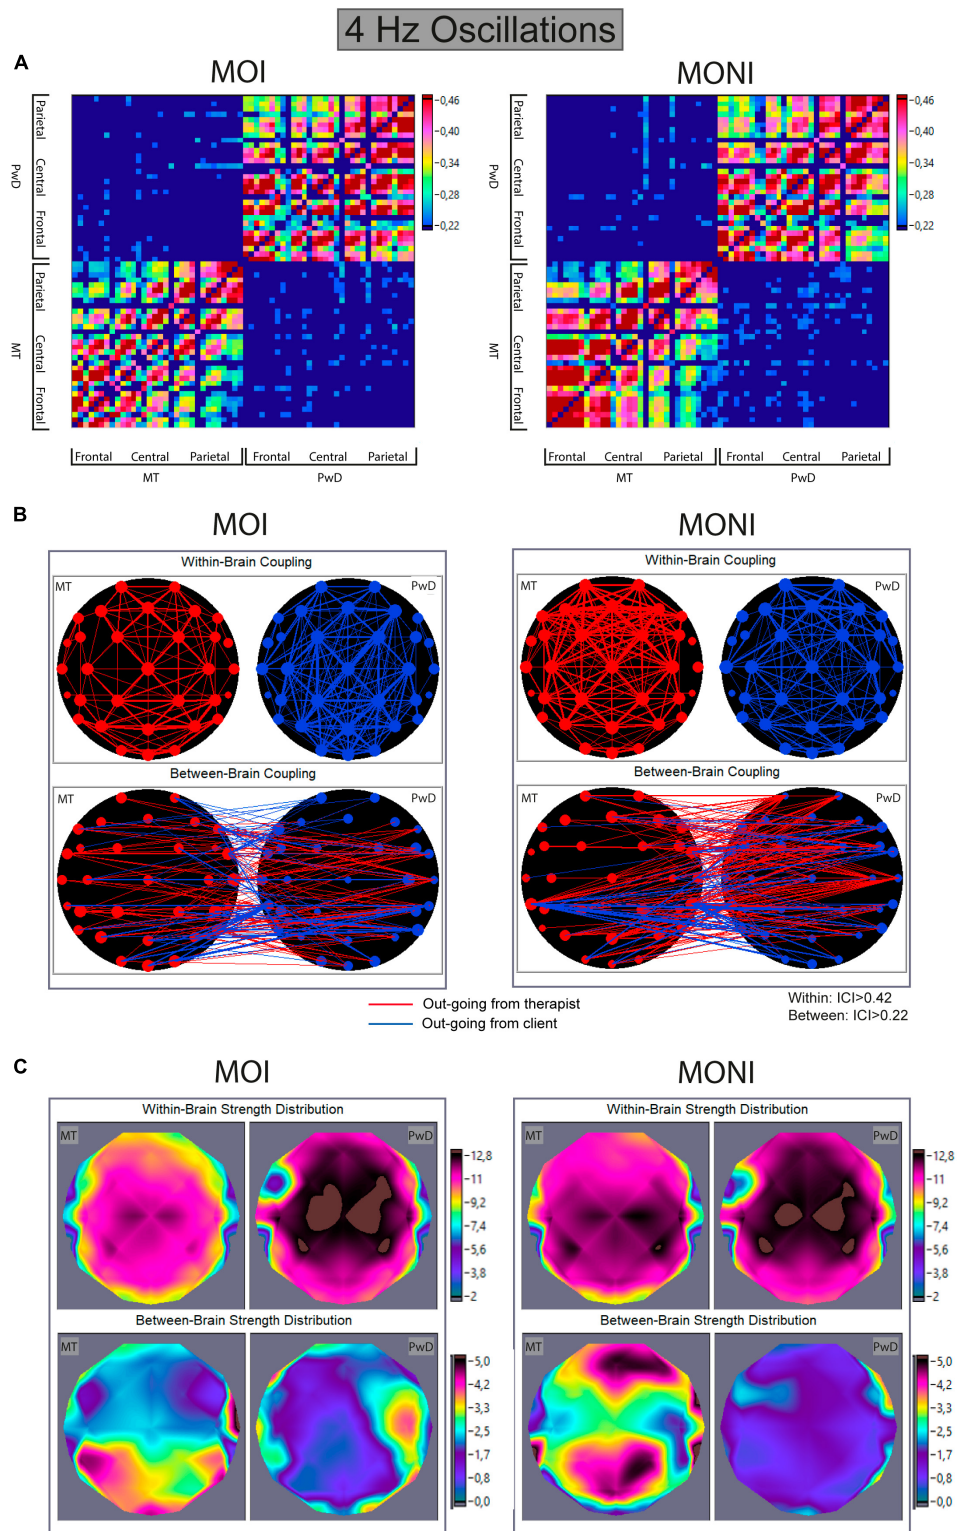 4 Hz Oscillations
A
MOI
MONI
Parietal
Central
Frontal
PwD
Parietal
Central
Frontal
MT
0,46
0,40
0,34
0,28
0,22
Frontal Central Parietal Frontal Central Parietal
MT PwD
Parietal
Central
Frontal
PwD
Parietal
Central
Frontal
MT
0,46
0,40
0,34
0,28
0,22
Frontal Central Parietal Frontal Central Parietal
MT PwD
B
MOI
MONI
Within-Brain Coupling
MT PwD
Between-Brain Coupling
MT PwD
Within-Brain Coupling
MT PwD
Between-Brain Coupling
MT PwD
Out-going from therapist
Out-going from client
Within: ICI>0.42
Between: ICI>0.22
C
MOI
MONI
Within-Brain Strength Distribution
MT PwD
12,8
11
9,2
7,4
5,6
3,8
2
Between-Brain Strength Distribution
MT PwD
5,0
4,2
3,3
2,5
1,7
0,8
0,0
Within-Brain Strength Distribution
MT PwD
12,8
11
9,2
7,4
5,6
3,8
2
Between-Brain Strength Distribution
MT PwD
5,0
4,2
3,3
2,5
1,7
0,8
0,0